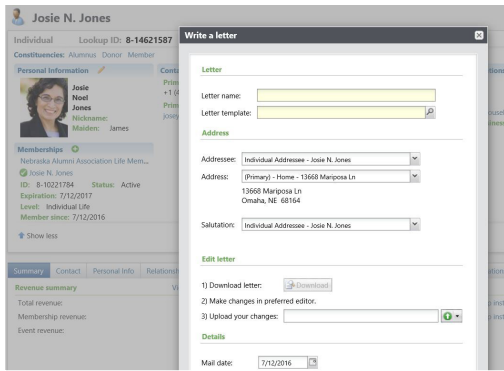 Josie N. Jones
Individual Lookup ID: 8-14621587
Constituencies: Alumnus Donor Member
Personal Information
Josie
Noel
Jones
Nickname:
Maiden: James
Memberships
Nebraska Alumni Association Life Mem...
Josie N. Jones
ID: 8-10221784 Status: Active
Expiration: 7/12/2017
Level: Individual Life
Member since: 7/12/2016
Show less
Summary Contact Personal Info
Revenue summary
Total revenue:
Membership revenue:
Event revenue:
Write a letter
Letter
Letter name:
Letter template:
Address
Addressee: Individual Addressee - Josie N. Jones
Address: (Primary) - Home - 13668 Mariposa Ln
13668 Mariposa Ln
Omaha, NE 68164
Salutation: Individual Addressee - Josie N. Jones
Edit letter
1) Download letter: Download
2) Make changes in preferred editor.
3) Upload your changes:
Details
Mail date: 7/12/2016